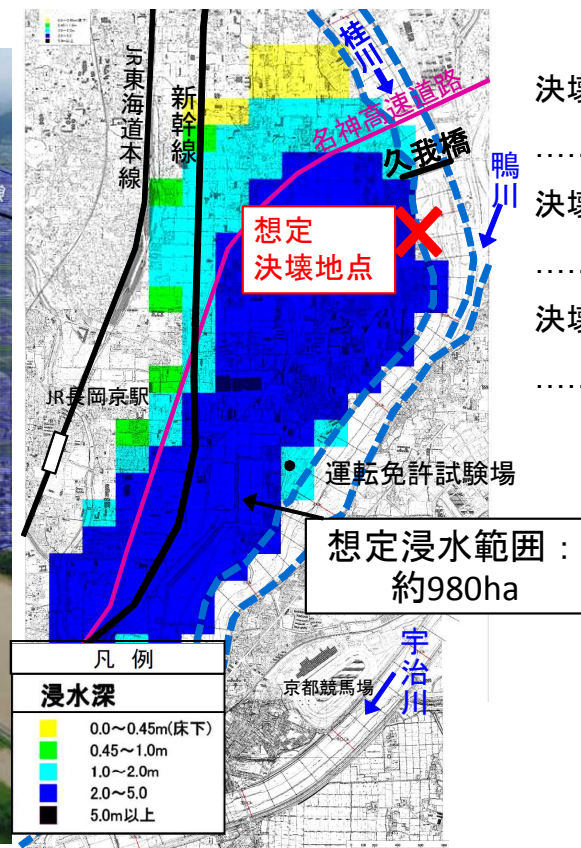 桂川
JR東海道本線
新幹線
名神高速道路
久我橋
鴨川
決壊
……
決壊
……
決壊
……
想定
決壊地点
JR長岡京駅
運転免許試験場
想定浸水範囲：
約980ha
宇治川
京都競馬場
凡 例
浸水深
0.0～0.45m(床下)
0.45～1.0m
1.0～2.0m
2.0～5.0
5.0m以上